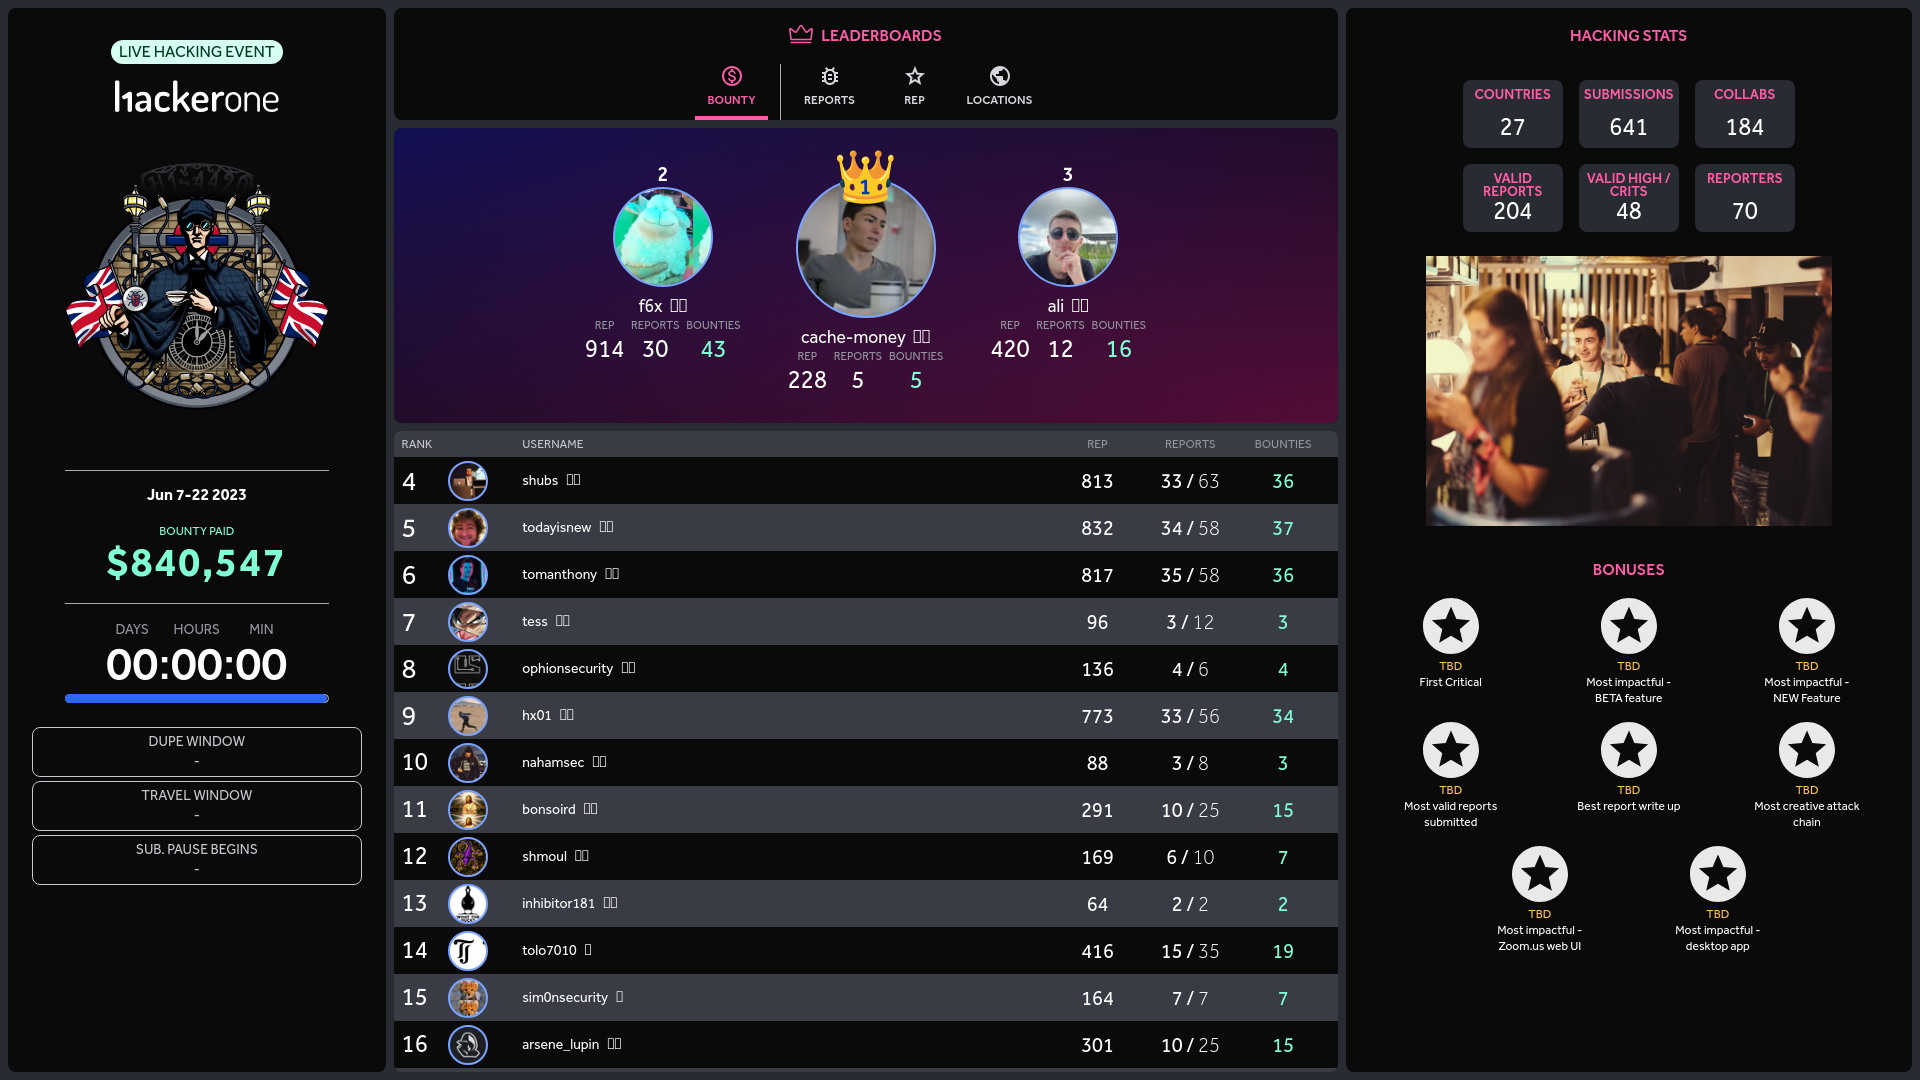 LIVE HACKING EVENT
hackerone
Jun 7-22 2023
BOUNTY PAID
$840,547
DAYS HOURS MIN
00:00:00
DUPE WINDOW
-
TRAVEL WINDOW
-
SUB. PAUSE BEGINS
-
LEADERBOARDS
BOUNTY REPORTS REP LOCATIONS
2
f6x
REP REPORTS BOUNTIES
914 30 43
1
cache-money
REP REPORTS BOUNTIES
228 5 5
3
ali
REP REPORTS BOUNTIES
420 12 16
RANK USERNAME REP REPORTS BOUNTIES
4 shubs 813 33 / 63 36
5 todayisnew 832 34 / 58 37
6 tomanthony 817 35 / 58 36
7 tess 96 3 / 12 3
8 ophionsecurity 136 4 / 6 4
9 hx01 773 33 / 56 34
10 nahamsec 88 3 / 8 3
11 bonsoird 291 10 / 25 15
12 shmoul 169 6 / 10 7
13 inhibitor181 64 2 / 2 2
14 tolo7010 416 15 / 35 19
15 sim0nsecurity 164 7 / 7 7
16 arsene_lupin 301 10 / 25 15
HACKING STATS
COUNTRIES SUBMISSIONS COLLABS
27 641 184
VALID REPORTS VALID HIGH / CRITS REPORTERS
204 48 70
BONUSES
TBD
First Critical
TBD
Most impactful -
BETA feature
TBD
Most impactful -
NEW Feature
TBD
Most valid reports
submitted
TBD
Best report write up
TBD
Most creative attack
chain
TBD
Most impactful -
Zoom.us web UI
TBD
Most impactful -
desktop app